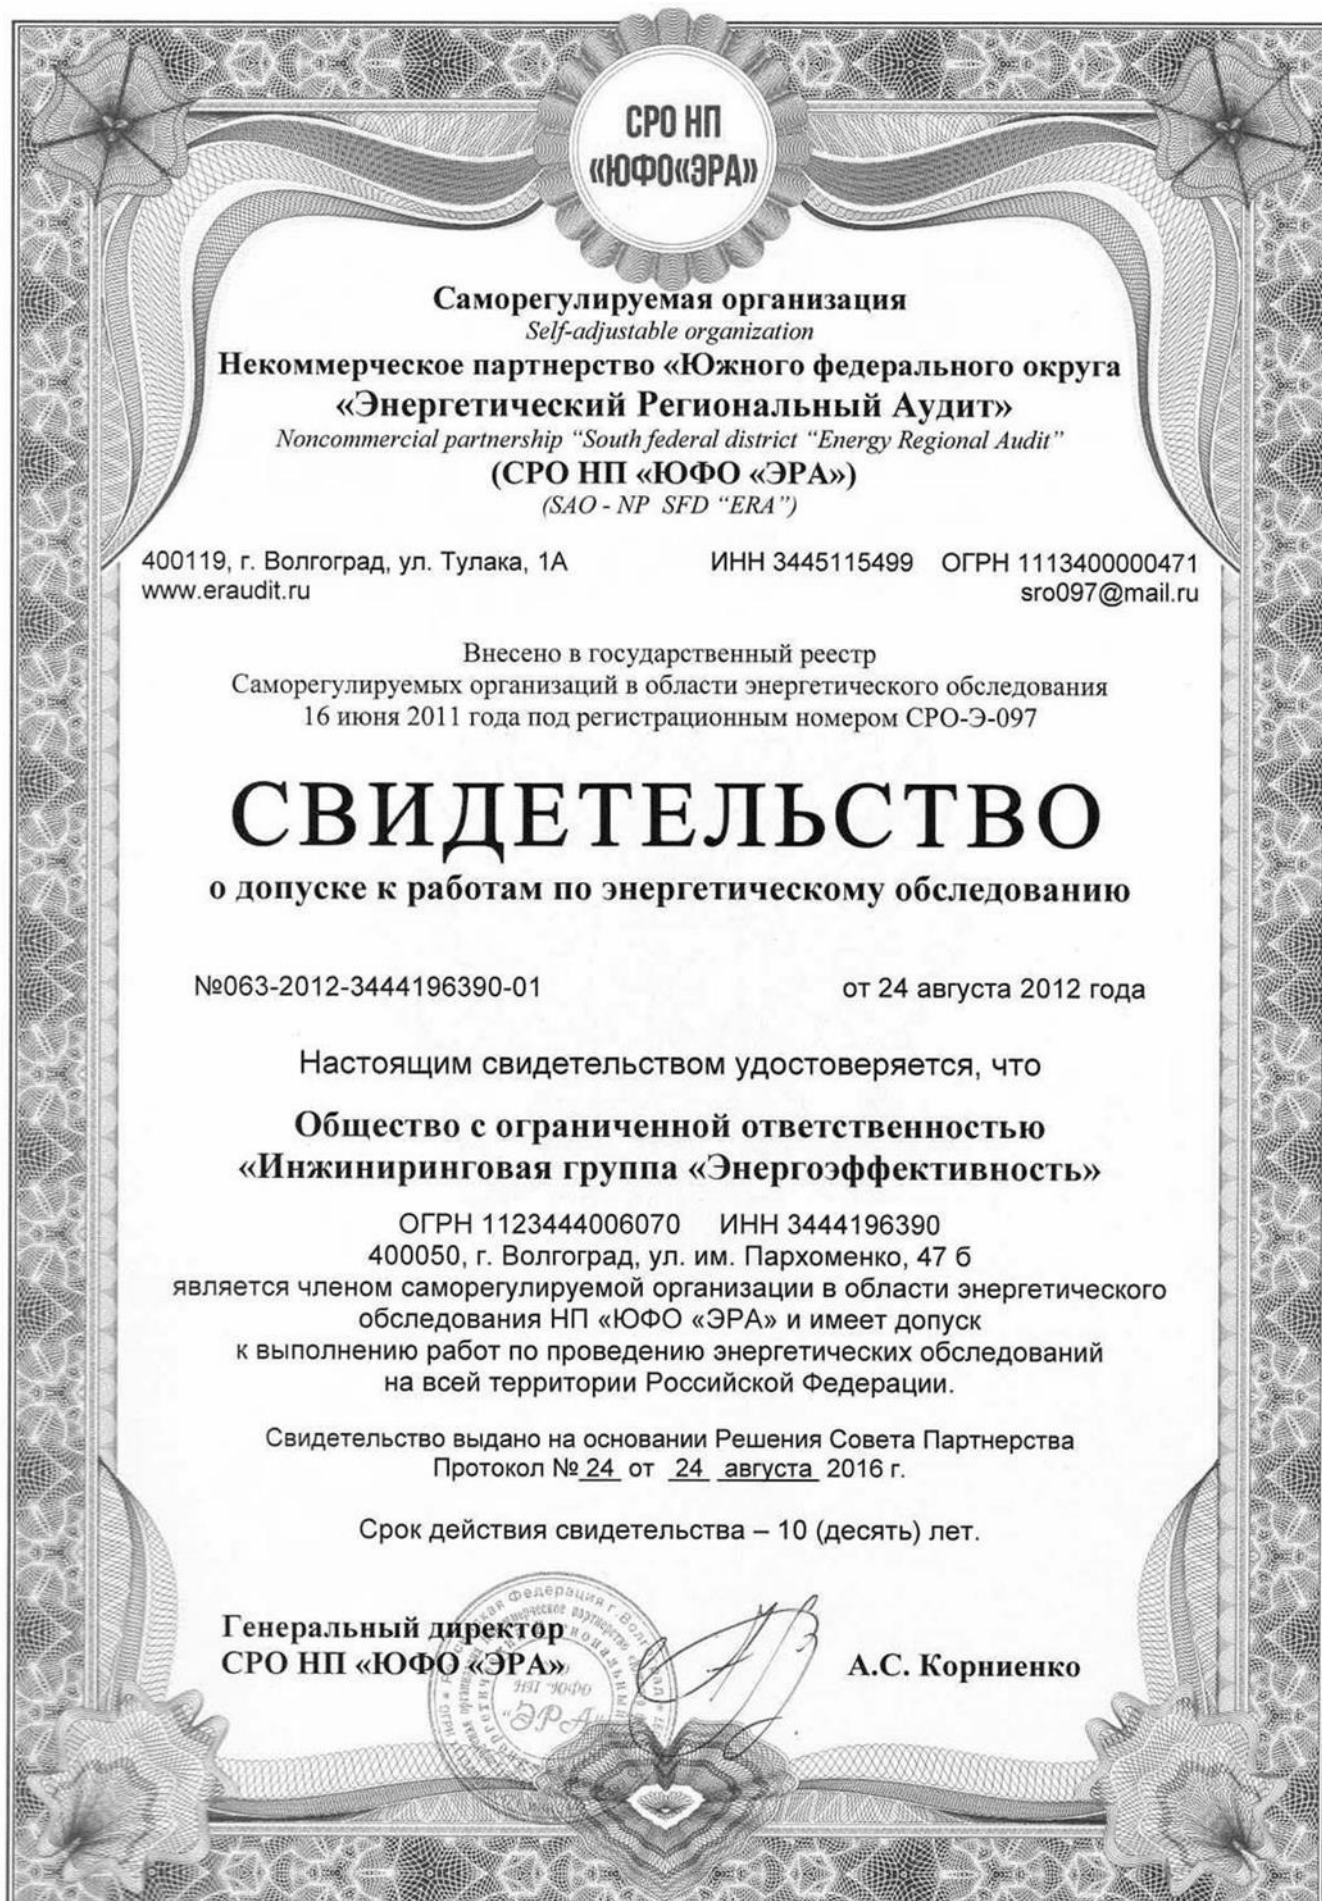 СРО НП
«ЮФО«ЭРА»
Саморегулируемая организация
Self-adjustable organization
Некоммерческое партнерство «Южного федерального округа
«Энергетический Региональный Аудит»
Noncommercial partnership “South federal district “Energy Regional Audit”
(СРО НП «ЮФО «ЭРА»)
(SAO - NP SFD “ERA”)
400119, г. Волгоград, ул. Тулака, 1А ИНН 3445115499 ОГРН 1113400000471
www.eraudit.ru sro097@mail.ru
Внесено в государственный реестр
Саморегулируемых организаций в области энергетического обследования
16 июня 2011 года под регистрационным номером СРО-Э-097
СВИДЕТЕЛЬСТВО
о допуске к работам по энергетическому обследованию
№063-2012-3444196390-01 от 24 августа 2012 года
Настоящим свидетельством удостоверяется, что
Общество с ограниченной ответственностью
«Инжиниринговая группа «Энергоэффективность»
ОГРН 1123444006070 ИНН 3444196390
400050, г. Волгоград, ул. им. Пархоменко, 47 б
является членом саморегулируемой организации в области энергетического
обследования НП «ЮФО «ЭРА» и имеет допуск
к выполнению работ по проведению энергетических обследований
на всей территории Российской Федерации.
Свидетельство выдано на основании Решения Совета Партнерства
Протокол № 24 от 24 августа 2016 г.
Срок действия свидетельства – 10 (десять) лет.
Генеральный директор
СРО НП «ЮФО «ЭРА» А.С. Корниенко
НП "ЮФО
"ЭРА"